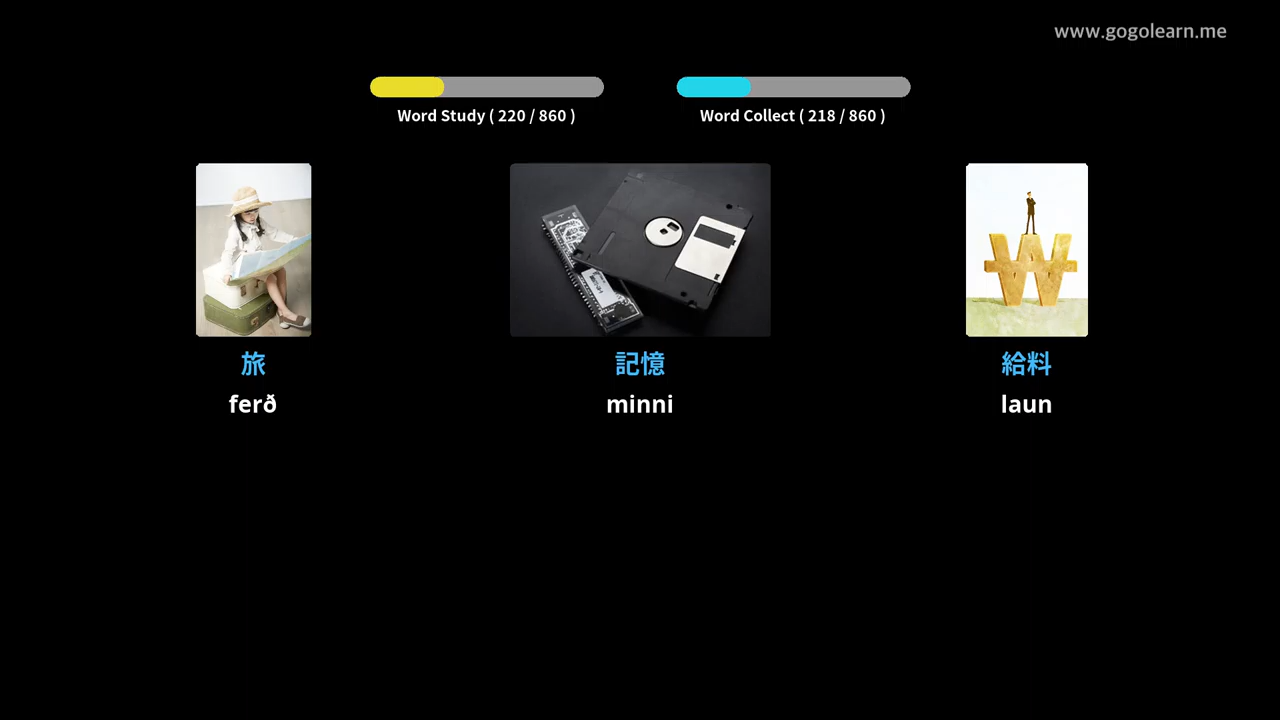 www.gogolearn.me
Word Study ( 220 / 860 )
Word Collect ( 218 / 860 )
旅
記憶
給料
ferð
minni
laun